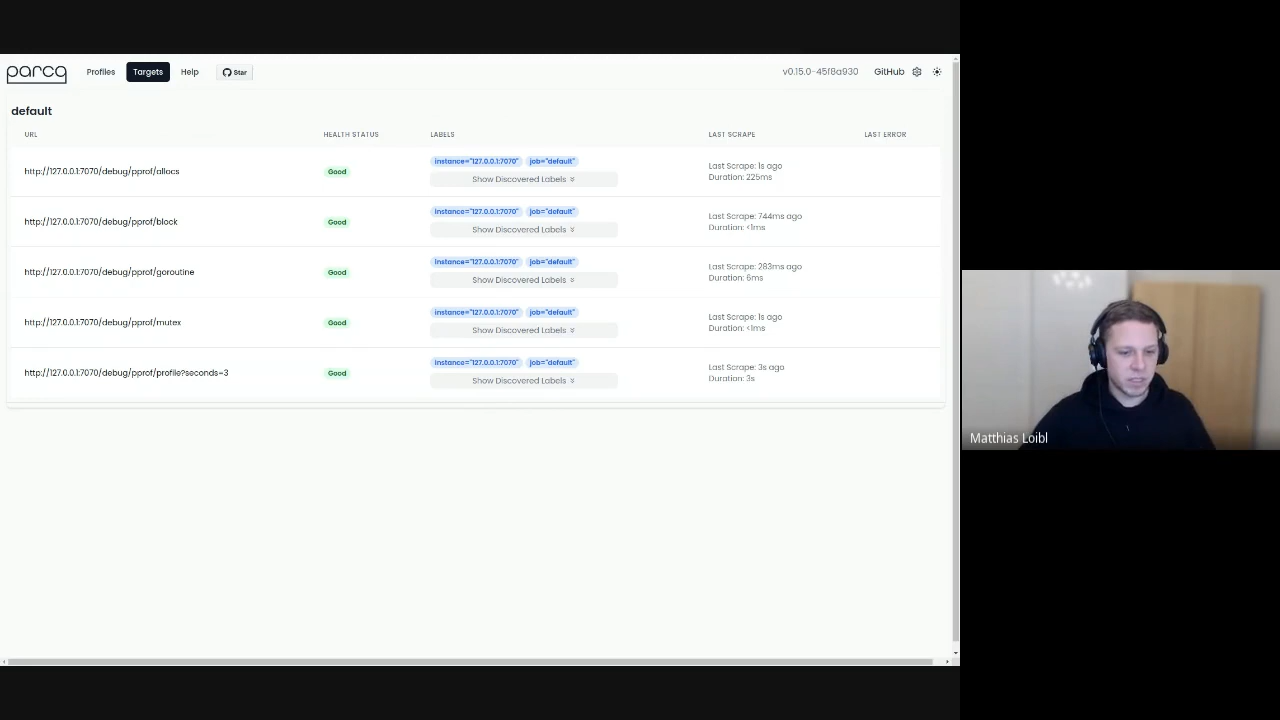 parca Profiles Targets Help Star v0.15.0-45f8a930 GitHub
default
URL HEALTH STATUS LABELS LAST SCRAPE LAST ERROR
http://127.0.0.1:7070/debug/pprof/allocs Good instance="127.0.0.1:7070" job="default" Last Scrape: 1s ago
Show Discovered Labels Duration: 225ms
http://127.0.0.1:7070/debug/pprof/block Good instance="127.0.0.1:7070" job="default" Last Scrape: 744ms ago
Show Discovered Labels Duration: <1ms
http://127.0.0.1:7070/debug/pprof/goroutine Good instance="127.0.0.1:7070" job="default" Last Scrape: 283ms ago
Show Discovered Labels Duration: 6ms
http://127.0.0.1:7070/debug/pprof/mutex Good instance="127.0.0.1:7070" job="default" Last Scrape: 1s ago
Show Discovered Labels Duration: <1ms
http://127.0.0.1:7070/debug/pprof/profile?seconds=3 Good instance="127.0.0.1:7070" job="default" Last Scrape: 3s ago
Show Discovered Labels Duration: 3s
Matthias Loibl